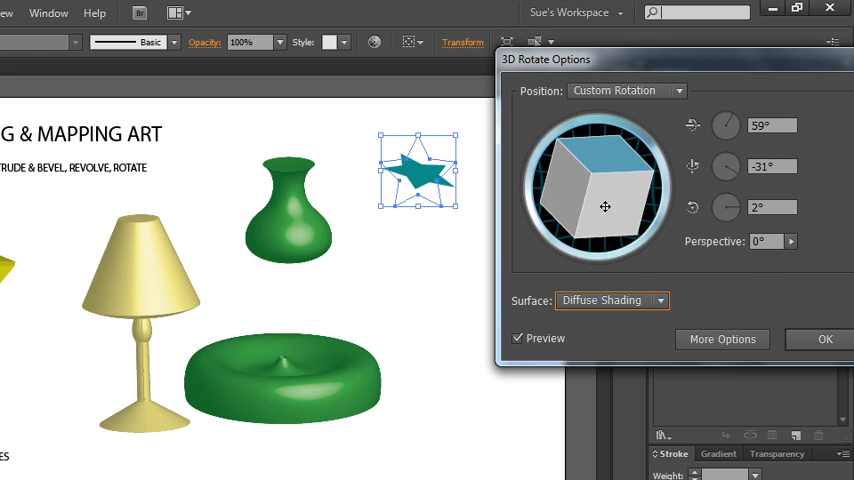 ew Window Help Br Sue's Workspace
Basic Opacity: 100% Style: Transform
3D Rotate Options
Position: Custom Rotation
59°
-31°
2°
Perspective: 0°
Surface: Diffuse Shading
Preview More Options OK
G & MAPPING ART
TRUDE & BEVEL, REVOLVE, ROTATE
ES
Stroke Gradient Transparency
Weight: